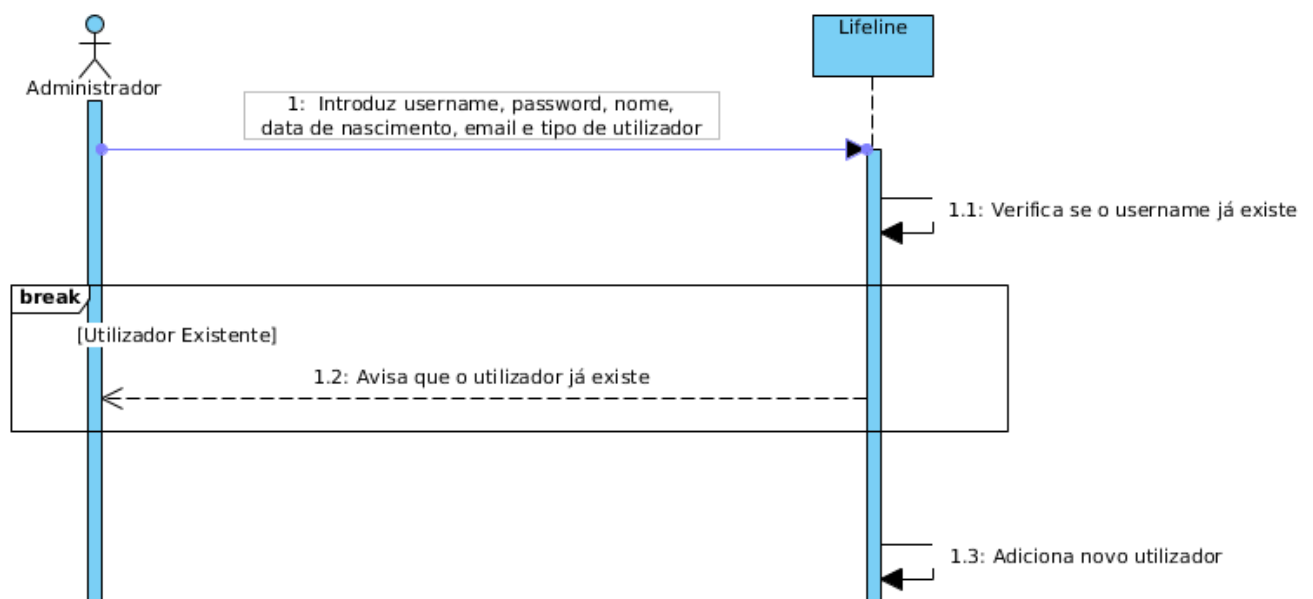 Lifeline
Administrador
1:  Introduz username, password, nome,
data de nascimento, email e tipo de utilizador
1.1: Verifica se o username já existe
break
[Utilizador Existente]
1.2: Avisa que o utilizador já existe
1.3: Adiciona novo utilizador